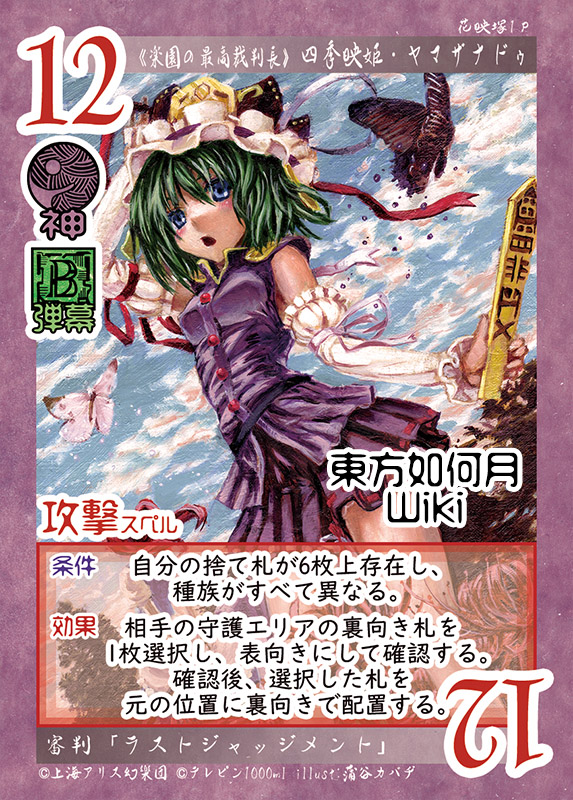 花映塚1P
12
《楽園の最高裁判長》四季映姫・ヤマザナドゥ
神
B
弾幕
東方如何月
Wiki
攻撃スペル
条件 自分の捨て札が6枚上存在し、
種族がすべて異なる。
効果 相手の守護エリアの裏向き札を
1枚選択し、表向きにして確認する。
確認後、選択した札を
元の位置に裏向きで配置する。
12
審判「ラストジャッジメント」
©上海アリス幻樂団 ©テレピン1000ml illust:蒲谷カバヂ